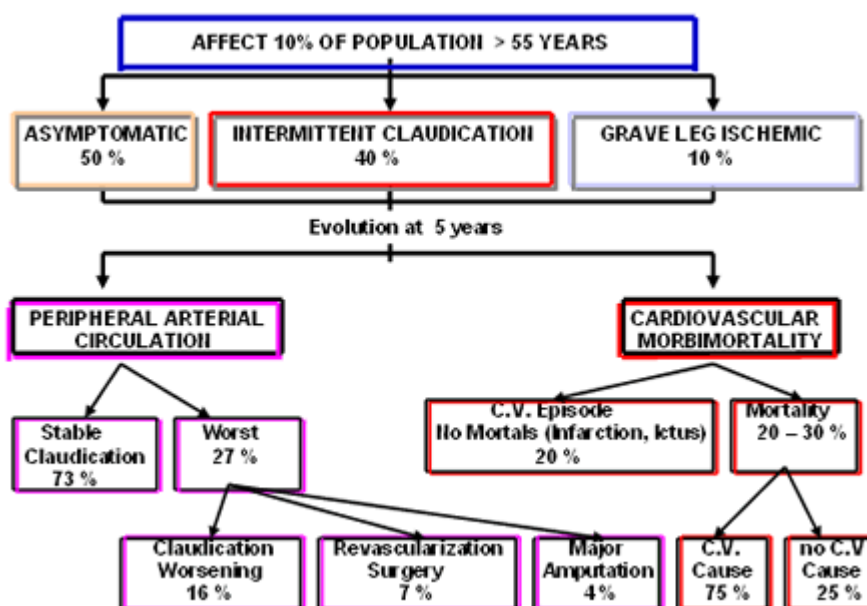 AFFECT 10% OF POPULATION > 55 YEARS
ASYMPTOMATIC
50 %
INTERMITTENT CLAUDICATION
40 %
GRAVE LEG ISCHEMIC
10 %
Evolution at 5 years
PERIPHERAL ARTERIAL
CIRCULATION
CARDIOVASCULAR
MORBIMORTALITY
Stable
Claudication
73 %
Worst
27 %
C.V. Episode
No Mortals (Infarction, Ictus)
20 %
Mortality
20 – 30 %
Claudication
Worsening
16 %
Revascularization
Surgery
7 %
Major
Amputation
4 %
C.V.
Cause
75 %
no C.V
Cause
25 %